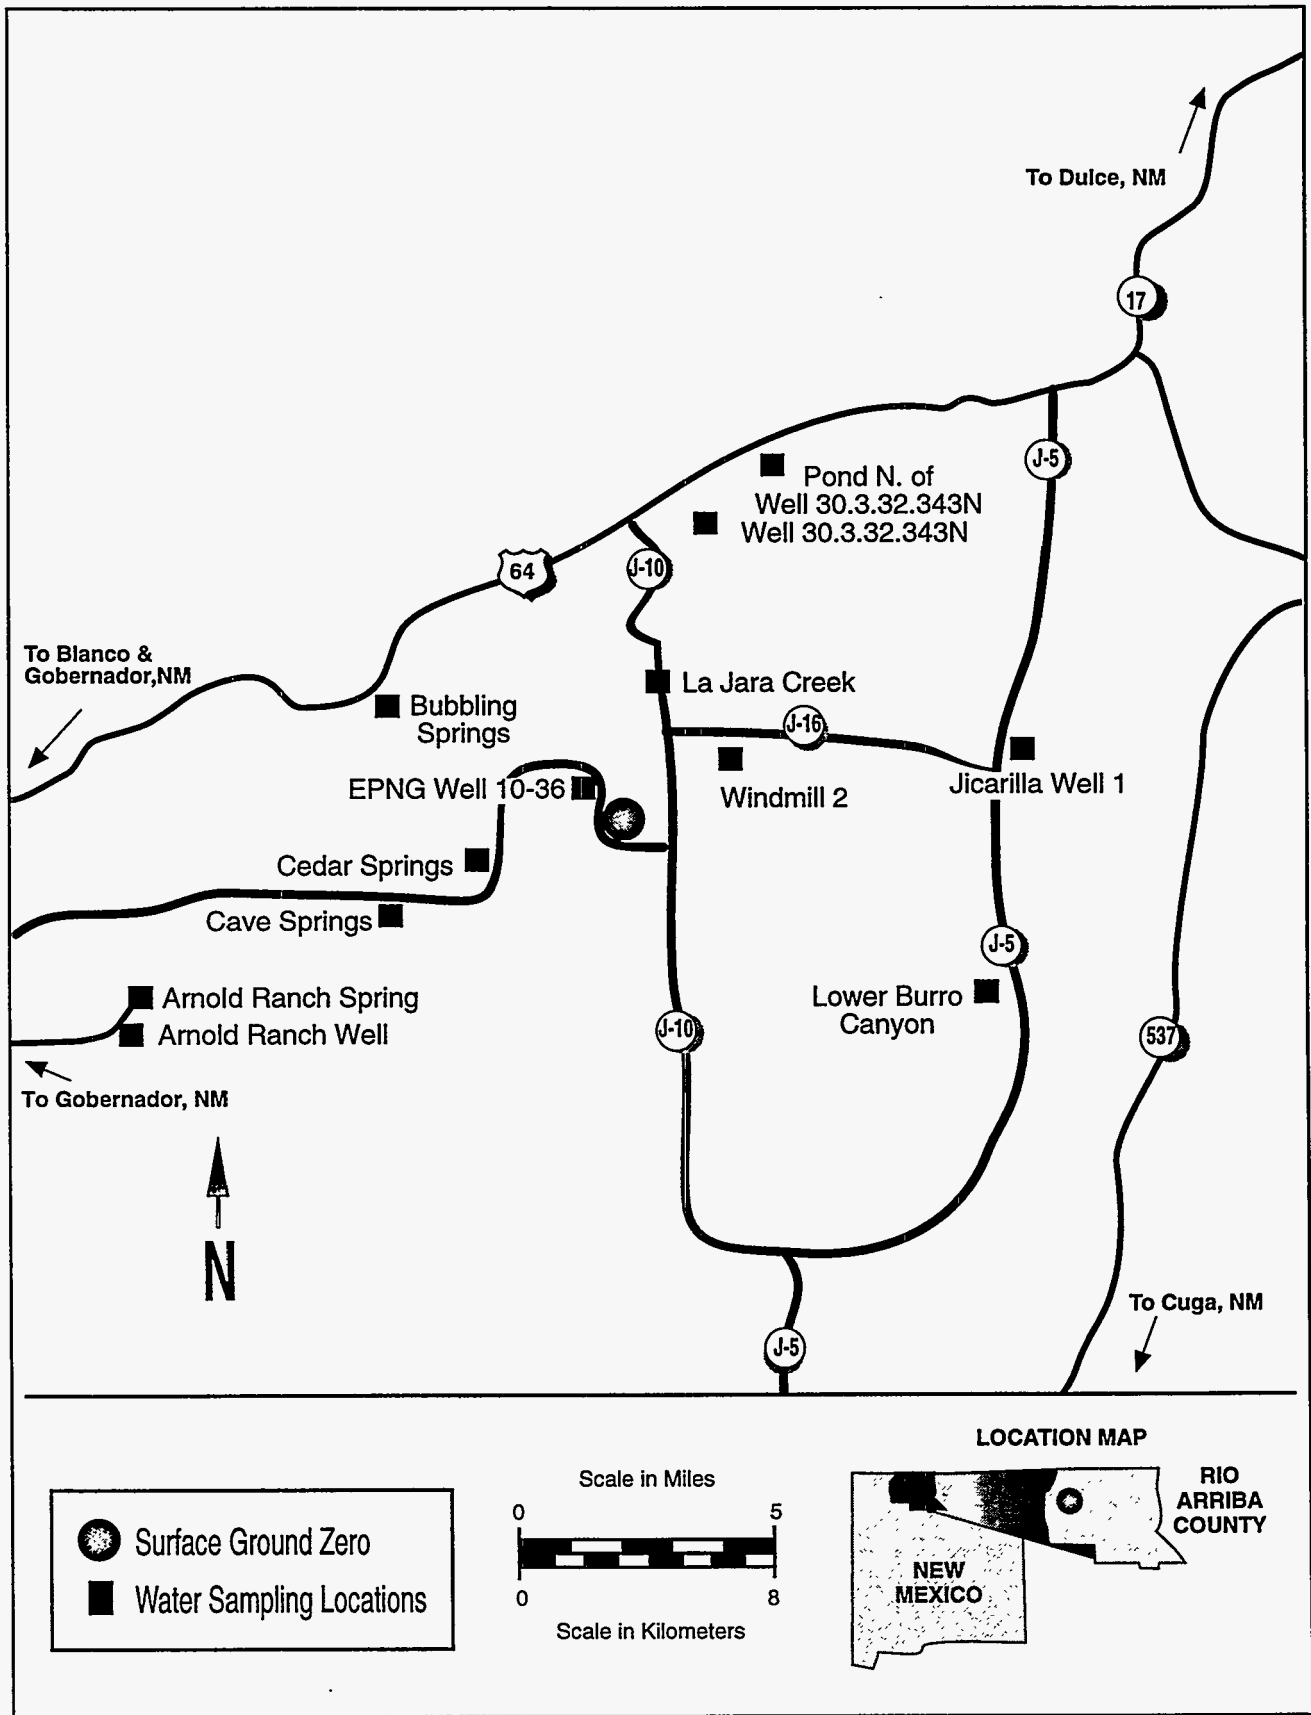 To Dulce, NM
17
J-5
Pond N. of
Well 30.3.32.343N
Well 30.3.32.343N
64
J-10
To Blanco &
Gobernador,NM
La Jara Creek
Bubbling
Springs
J-16
EPNG Well 10-36
Windmill 2
Jicarilla Well 1
Cedar Springs
Cave Springs
J-5
Arnold Ranch Spring
Lower Burro
Canyon
Arnold Ranch Well
J-10
537
To Gobernador, NM
N
To Cuga, NM
J-5
LOCATION MAP
Scale in Miles
0 5
0 8
Scale in Kilometers
RIO
ARRIBA
COUNTY
NEW
MEXICO
Surface Ground Zero
Water Sampling Locations